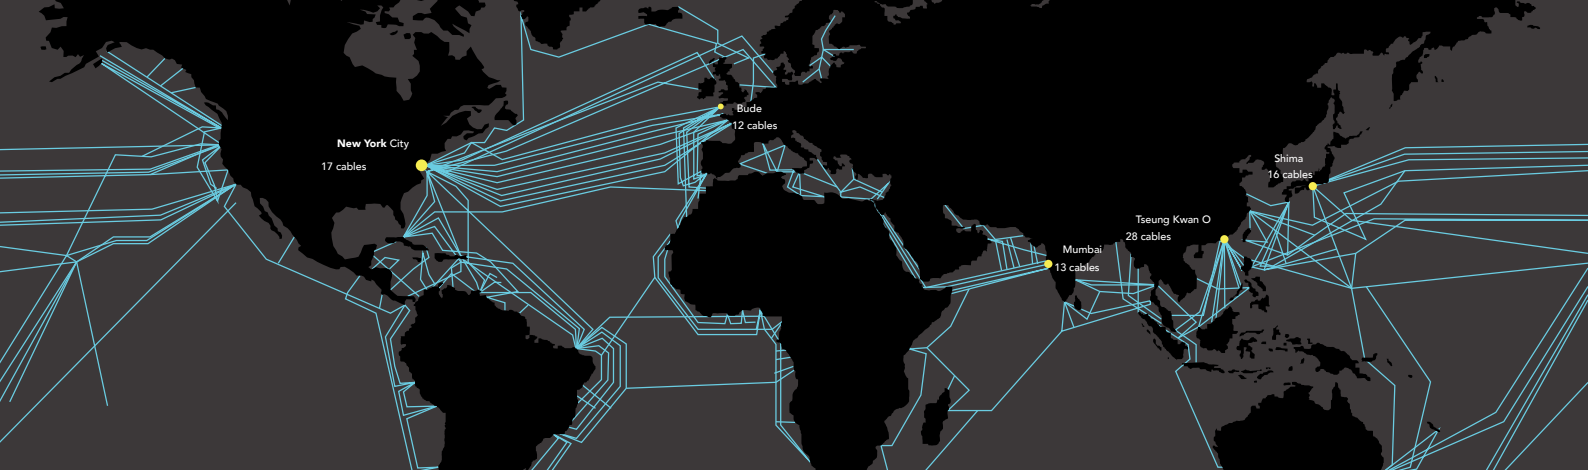 New York City
17 cables
Bude
12 cables
Mumbai
13 cables
Tseung Kwan O
28 cables
Shima
16 cables